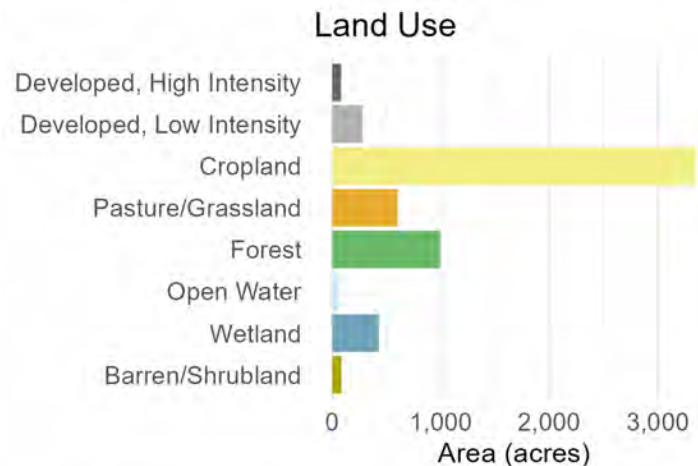 Land Use
Developed, High Intensity
Developed, Low Intensity
Cropland
Pasture/Grassland
Forest
Open Water
Wetland
Barren/Shrubland
0 1,000 2,000 3,000
Area (acres)